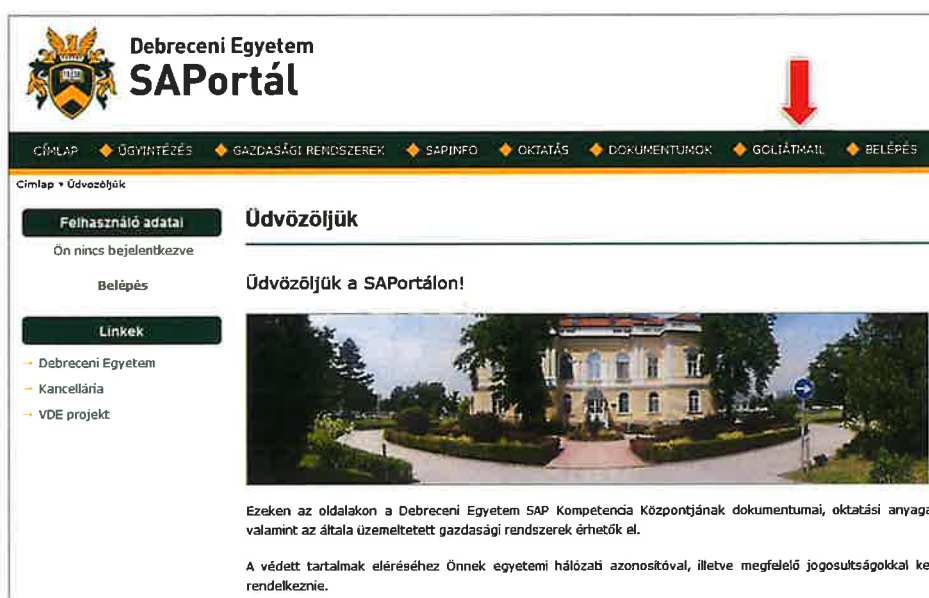 Debreceni Egyetem
SAPortál
CÍMLAP ÜGYINTÉZÉS GAZDASÁGI RENDSZEREK SAPINFO OKTATÁS DOKUMENTUMOK GOLIÁTMAIL BELÉPÉS
Címlap ▸ Üdvözöljük
Felhasználó adatai
Ön nincs bejelentkezve
Belépés
Linkek
→ Debreceni Egyetem
→ Kancellária
→ VDE projekt
Üdvözöljük
Üdvözöljük a SAPortálon!
Ezeken az oldalakon a Debreceni Egyetem SAP Kompetencia Központjának dokumentumai, oktatási anyaga
valamint az általa üzemeltetett gazdasági rendszerek érhetők el.
A védett tartalmak eléréséhez Önnek egyetemi hálózati azonosítóval, illetve megfelelő jogosultságokkal ke
rendelkeznie.